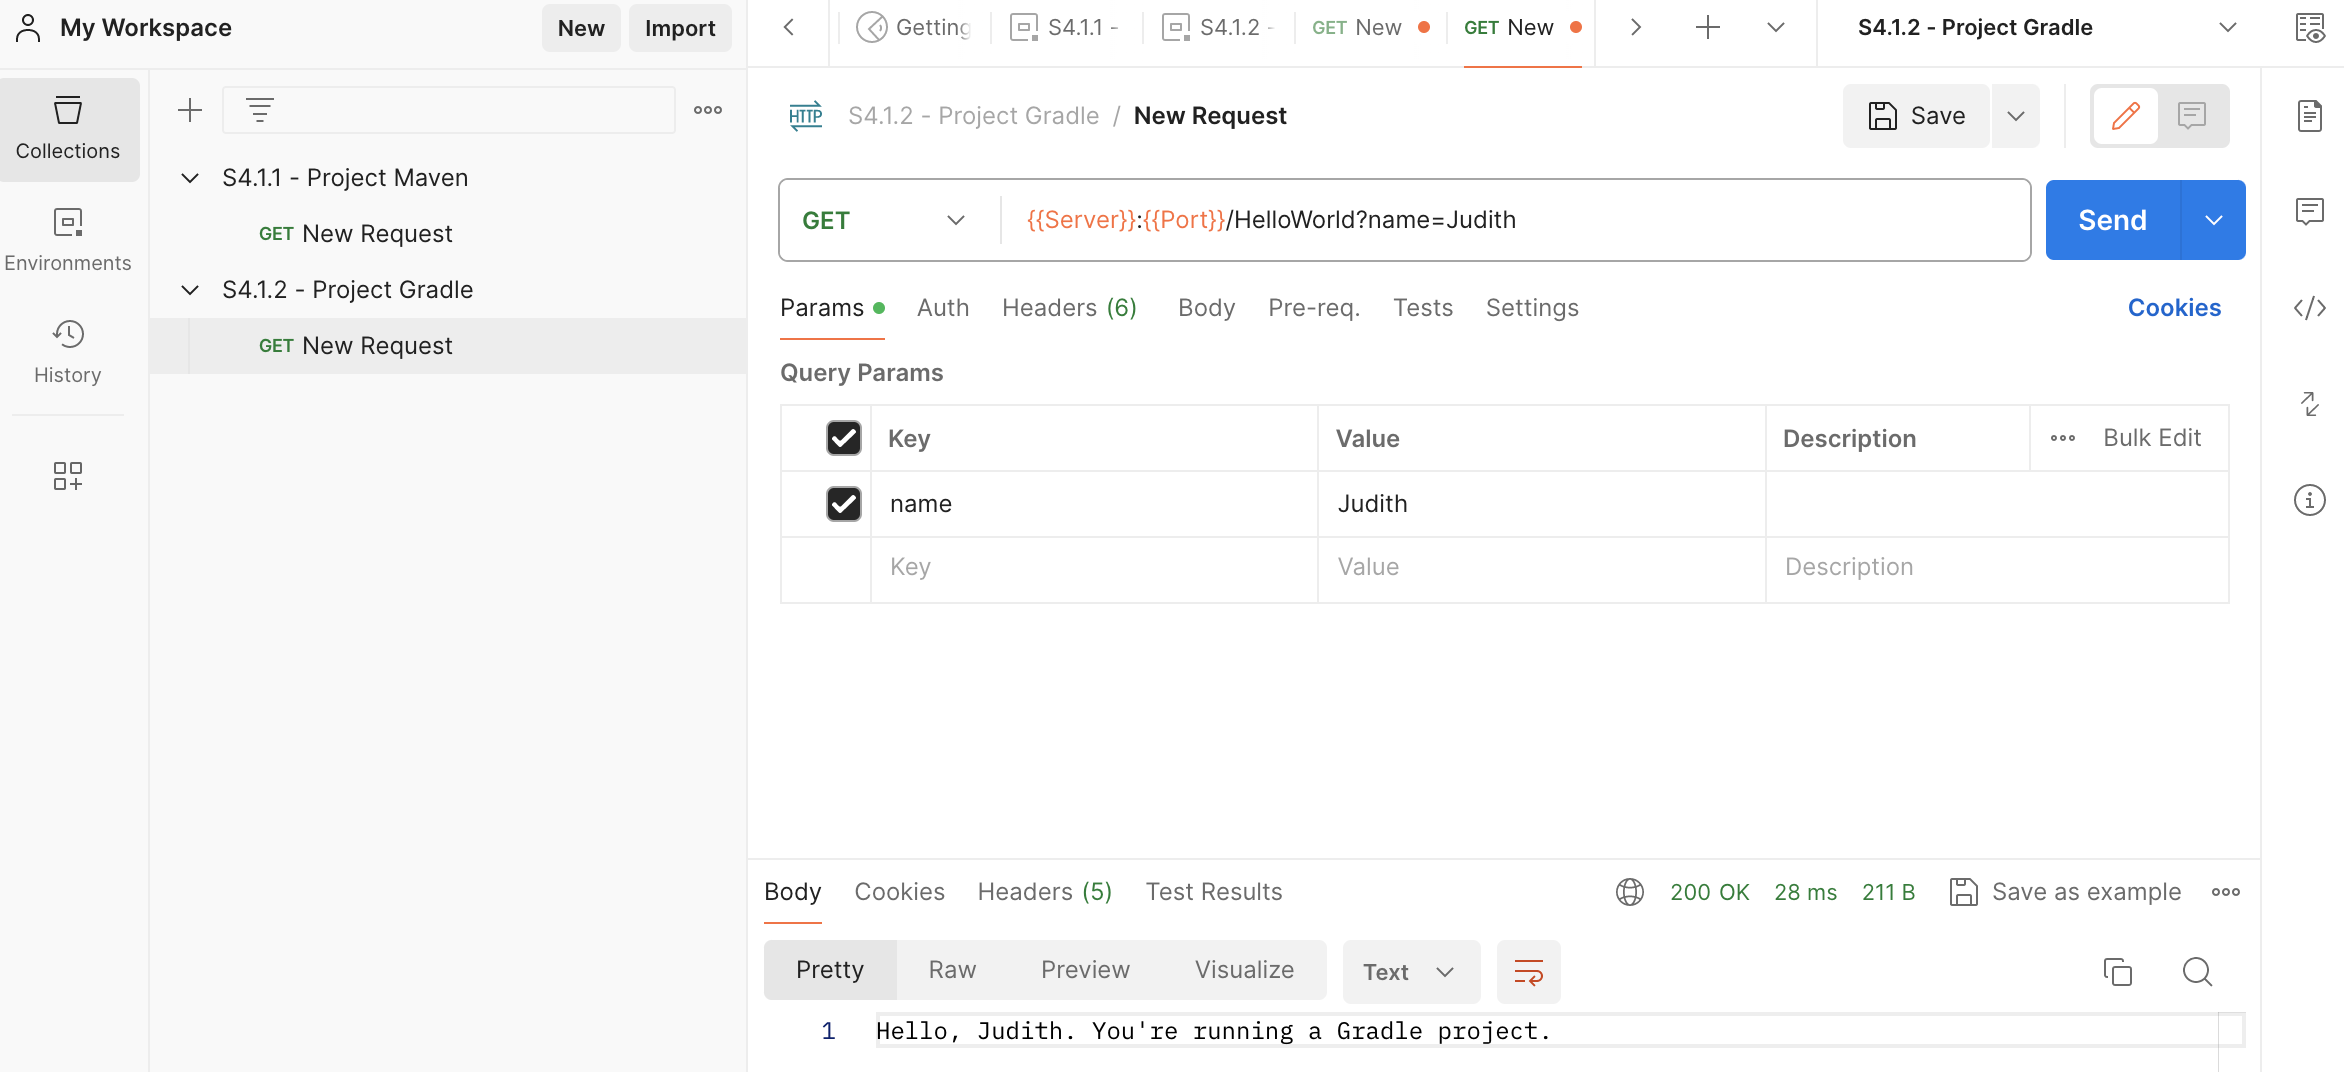 My Workspace
New
Import
Getting
S4.1.1 -
S4.1.2 -
GET New
GET New
S4.1.2 - Project Gradle
Collections
Environments
History
S4.1.1 - Project Maven
GET New Request
S4.1.2 - Project Gradle
GET New Request
HTTP
S4.1.2 - Project Gradle / New Request
Save
GET
{{Server}}:{{Port}}/HelloWorld?name=Judith
Send
Params
Auth
Headers (6)
Body
Pre-req.
Tests
Settings
Cookies
Query Params
Key
Value
Description
Bulk Edit
name
Judith
Key
Value
Description
Body
Cookies
Headers (5)
Test Results
200 OK
28 ms
211 B
Save as example
Pretty
Raw
Preview
Visualize
Text
1
Hello, Judith. You're running a Gradle project.